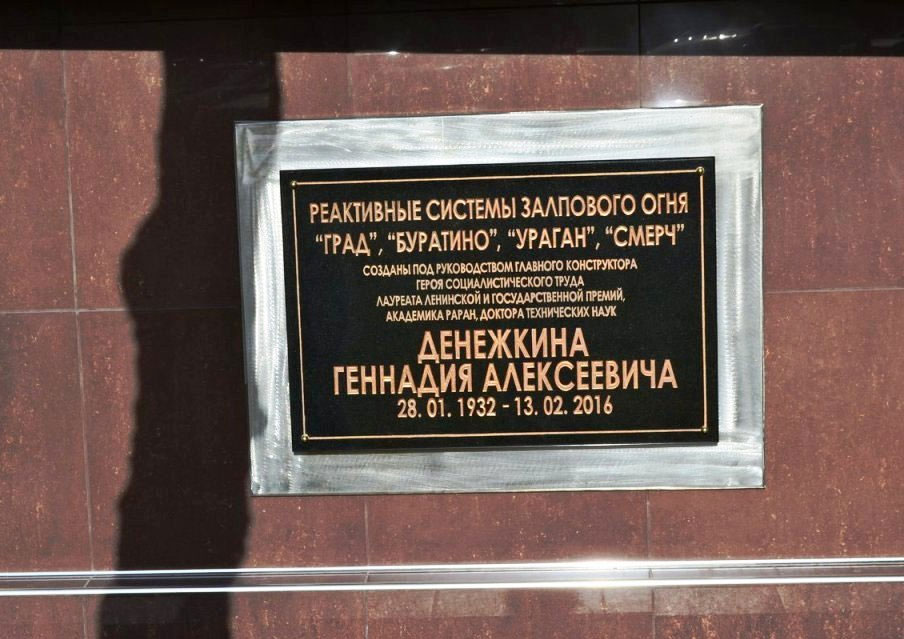 РЕАКТИВНЫЕ СИСТЕМЫ ЗАЛПОВОГО ОГНЯ
“ГРАД”, “БУРАТИНО”, “УРАГАН”, “СМЕРЧ”
СОЗДАНЫ ПОД РУКОВОДСТВОМ ГЛАВНОГО КОНСТРУКТОРА
ГЕРОЯ СОЦИАЛИСТИЧЕСКОГО ТРУДА
ЛАУРЕАТА ЛЕНИНСКОЙ И ГОСУДАРСТВЕННОЙ ПРЕМИЙ,
АКАДЕМИКА РАРАН, ДОКТОРА ТЕХНИЧЕСКИХ НАУК
ДЕНЕЖКИНА
ГЕННАДИЯ АЛЕКСЕЕВИЧА
28. 01. 1932 - 13. 02. 2016